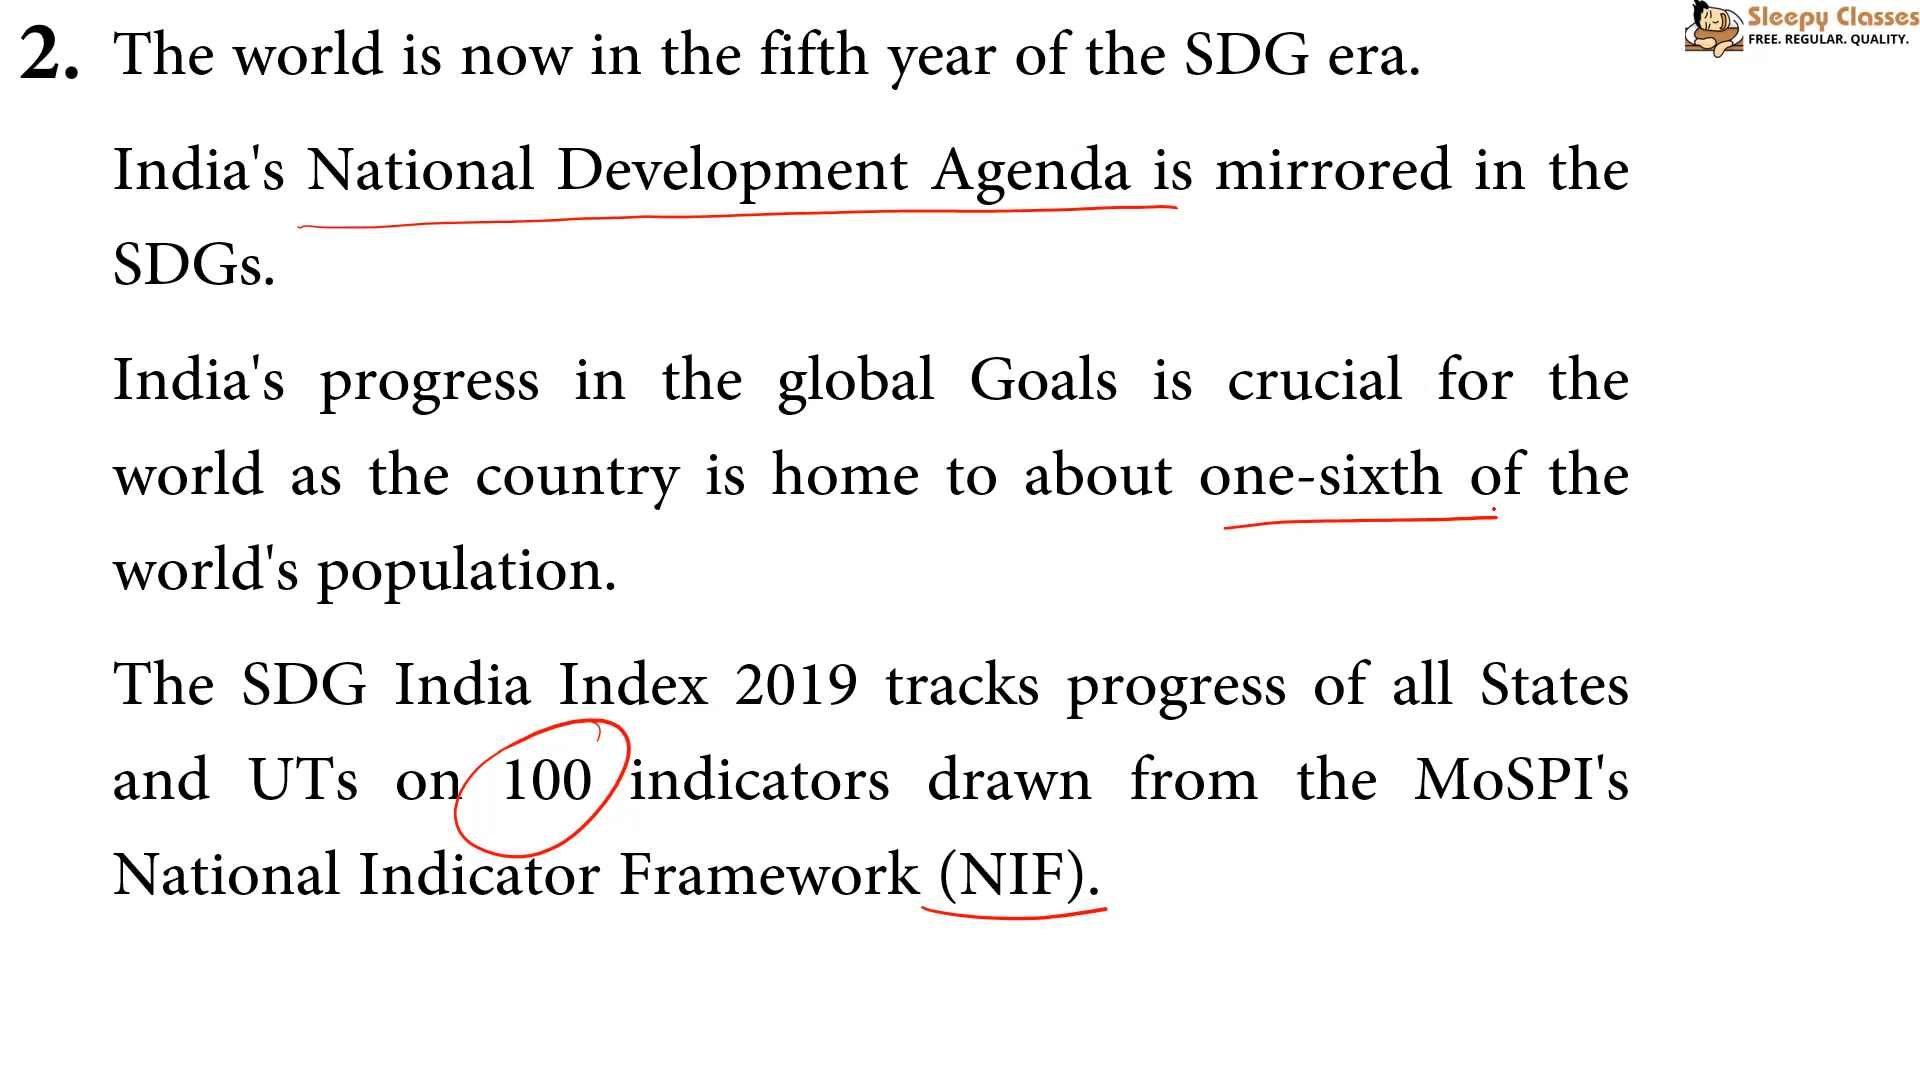 Sleepy Classes
FREE. REGULAR. QUALITY.
2. The world is now in the fifth year of the SDG era.
India's National Development Agenda is mirrored in the
SDGs.
India's progress in the global Goals is crucial for the
world as the country is home to about one-sixth of the
world's population.
The SDG India Index 2019 tracks progress of all States
and UTs on 100 indicators drawn from the MoSPI's
National Indicator Framework (NIF).